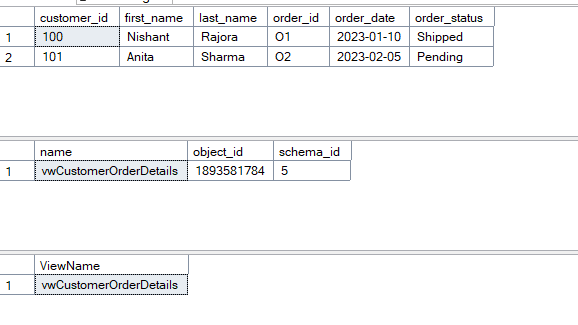 customer_id first_name last_name order_id order_date order_status
1 100 Nishant Rajora O1 2023-01-10 Shipped
2 101 Anita Sharma O2 2023-02-05 Pending
name object_id schema_id
1 vwCustomerOrderDetails 1893581784 5
ViewName
1 vwCustomerOrderDetails